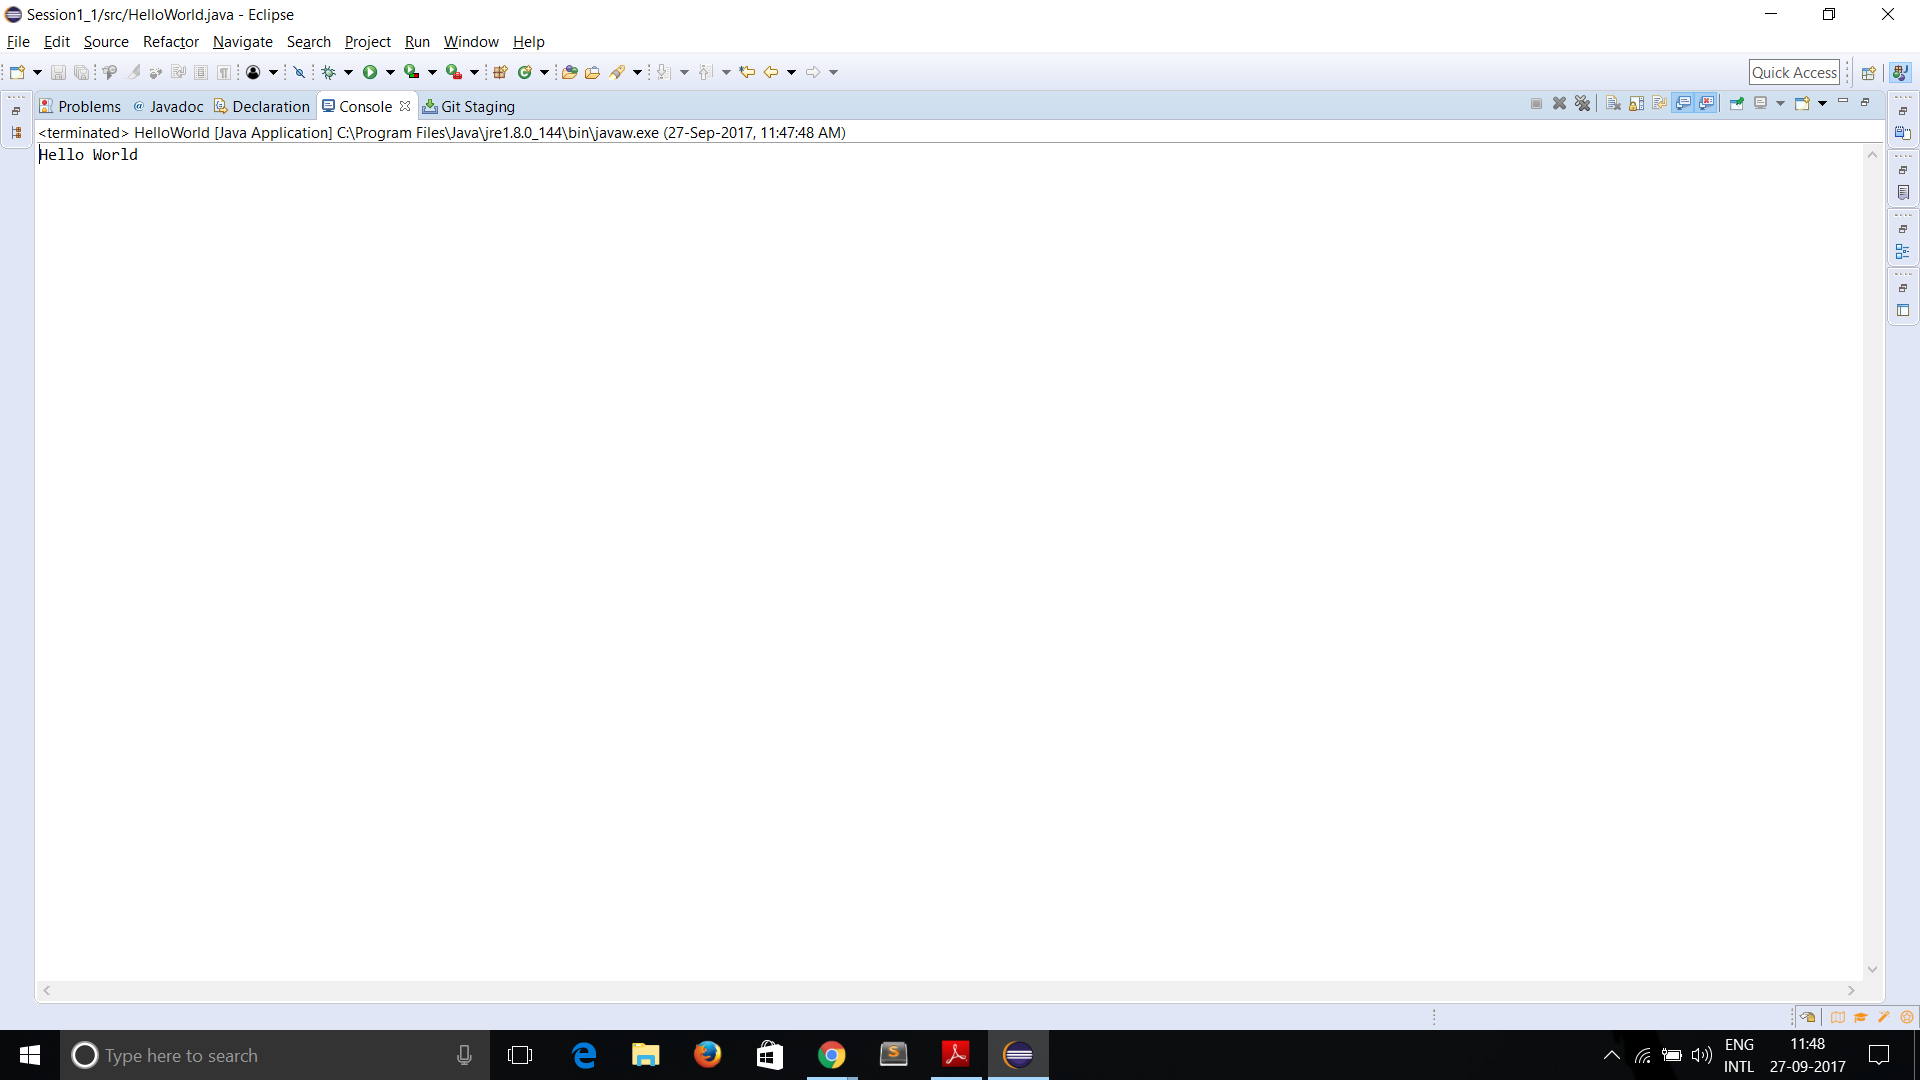 Session1_1/src/HelloWorld.java - Eclipse
File Edit Source Refactor Navigate Search Project Run Window Help
Quick Access
Problems @ Javadoc Declaration Console Git Staging
<terminated> HelloWorld [Java Application] C:\Program Files\Java\jre1.8.0_144\bin\javaw.exe (27-Sep-2017, 11:47:48 AM)
Hello World
Type here to search
ENG 11:48
INTL 27-09-2017